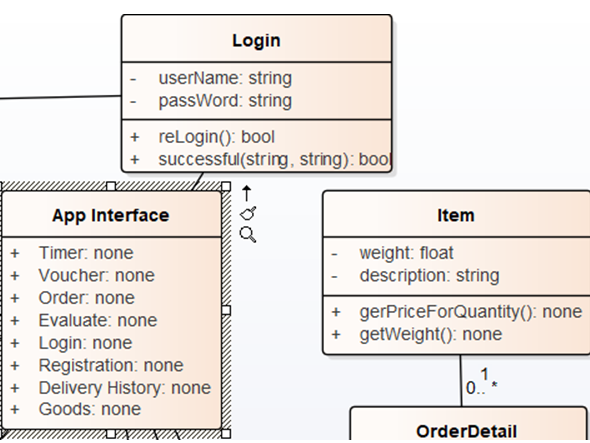 Login
- userName: string
- passWord: string
+ reLogin(): bool
+ successful(string, string): bool
App Interface
+ Timer: none
+ Voucher: none
+ Order: none
+ Evaluate: none
+ Login: none
+ Registration: none
+ Delivery History: none
+ Goods: none
Item
- weight: float
- description: string
+ gerPriceForQuantity(): none
+ getWeight(): none
1
0.. *
OrderDetail